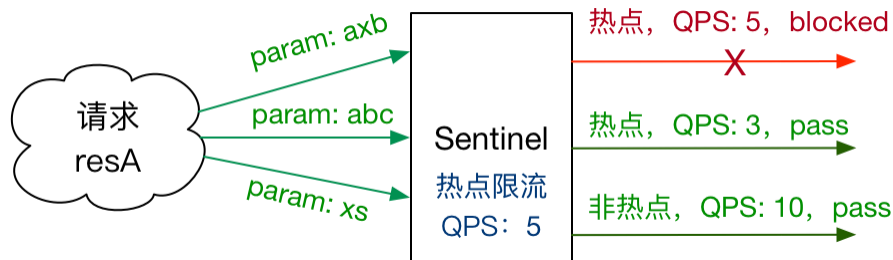 请求
resA
param: axb
param: abc
param: xs
Sentinel
热点限流
QPS：5
热点，QPS: 5，blocked
X
热点，QPS: 3，pass
非热点，QPS: 10，pass